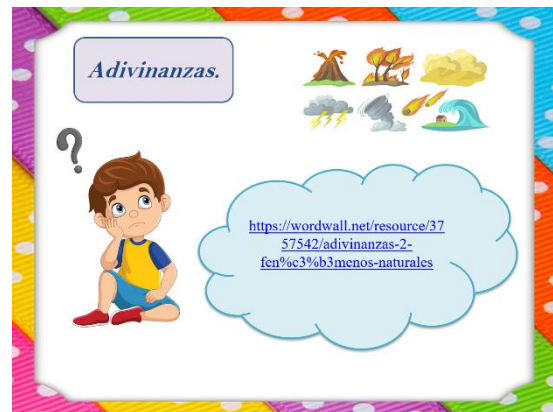 Adivinanzas.
?
https://wordwall.net/resource/37
57542/adivinanzas-2-
fen%c3%b3menos-naturales